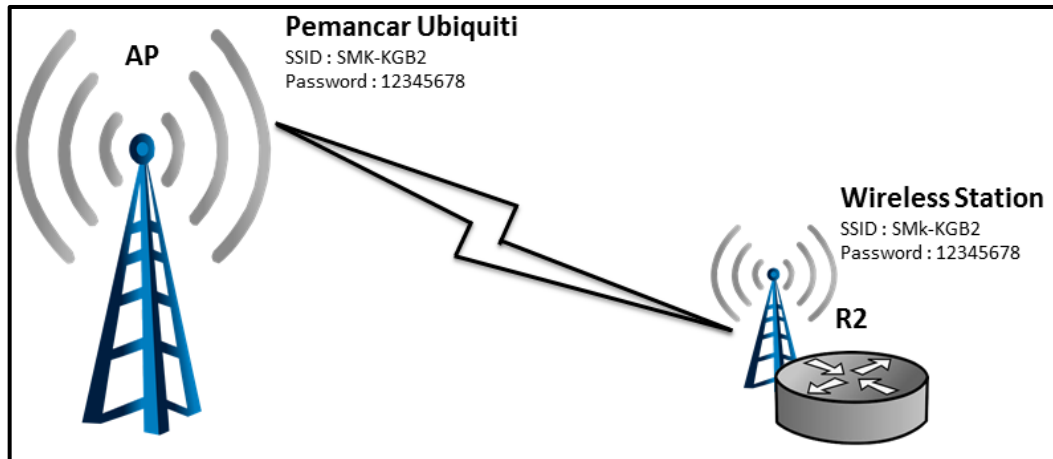 AP
Pemancar Ubiquiti
SSID : SMK-KGB2
Password : 12345678
Wireless Station
SSID : SMk-KGB2
Password : 12345678
R2